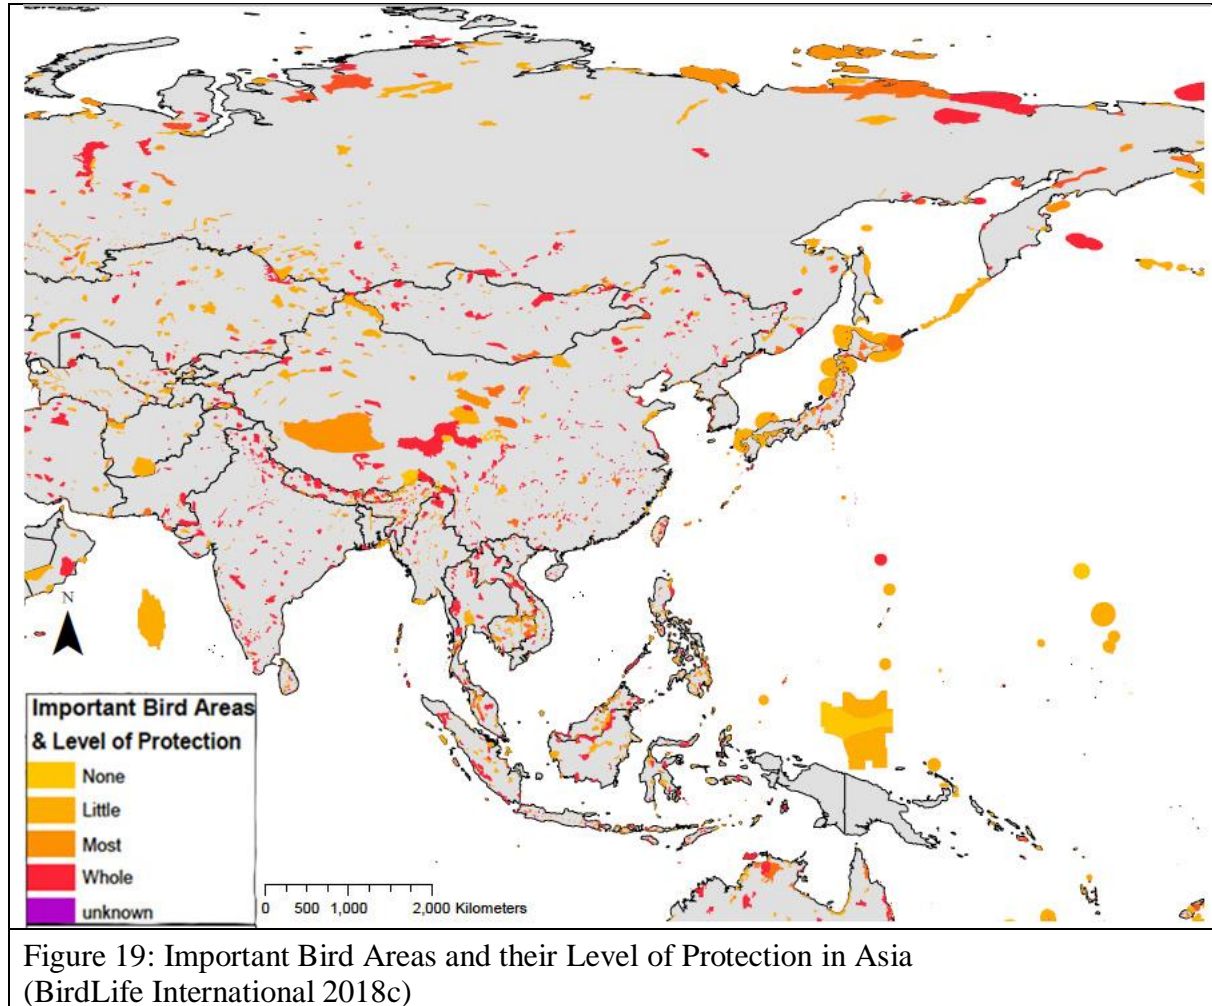 N
Important Bird Areas
& Level of Protection
None
Little
Most
Whole
unknown
0 500 1,000 2,000 Kilometers
Figure 19: Important Bird Areas and their Level of Protection in Asia
(BirdLife International 2018c)